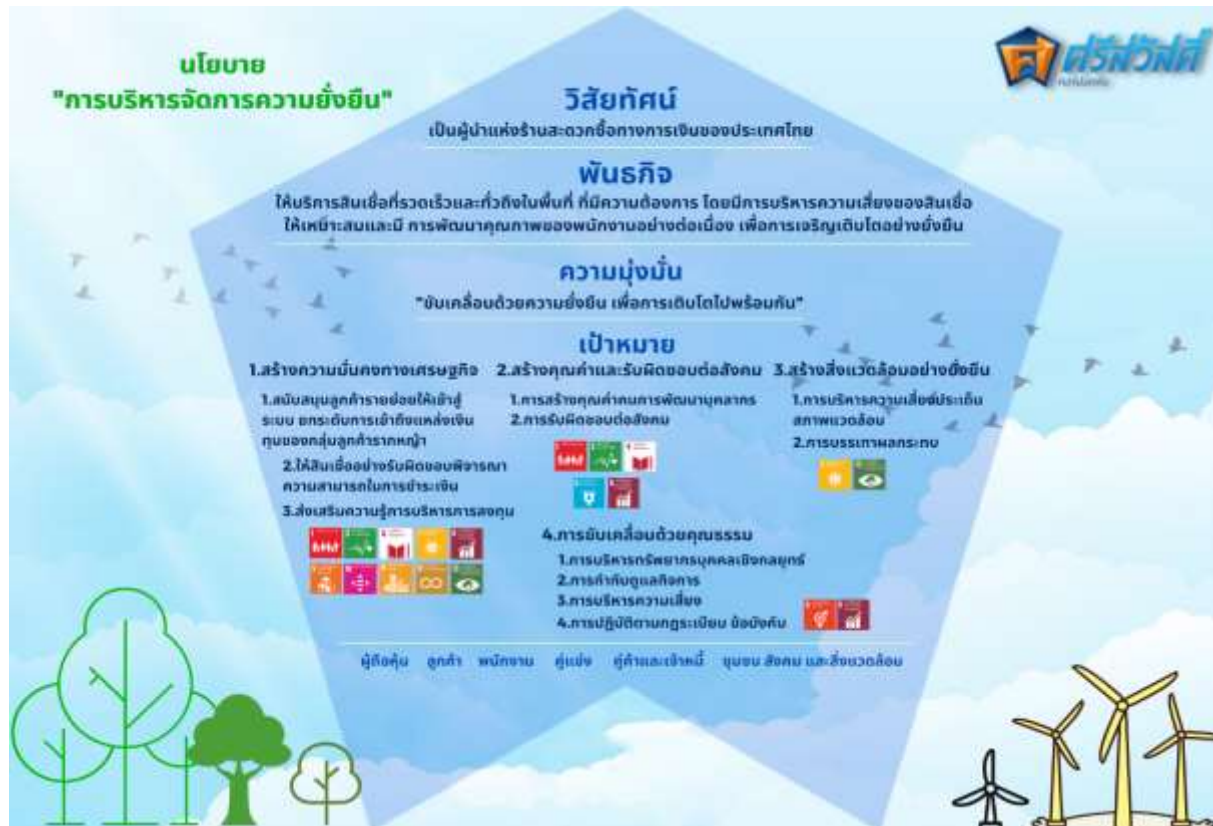 นโยบาย
"การบริหารจัดการความยั่งยืน"
ศรีสวัสดิ์
วิสัยทัศน์
เป็นผู้นำแห่งร้านสะดวกซื้อทางการเงินของประเทศไทย
พันธกิจ
ให้บริการสินเชื่อที่รวดเร็วและทั่วถึงในพื้นที่ ที่มีความต้องการ โดยมีการบริหารความเสี่ยงของสินเชื่อ
ให้เหมาะสมและมี การพัฒนาคุณภาพของพนักงานอย่างต่อเนื่อง เพื่อการเจริญเติบโตอย่างยั่งยืน
ความมุ่งมั่น
"ขับเคลื่อนด้วยความยั่งยืน เพื่อการเติบโตไปพร้อมกัน"
เป้าหมาย
1.สร้างความมั่นคงทางเศรษฐกิจ
1.สนับสนุนลูกค้ารายย่อยให้เข้าสู่
ระบบ ยกระดับการเข้าถึงแหล่งเงิน
ทุนของกลุ่มลูกค้ารากหญ้า
2.ให้สินเชื่ออย่างรับผิดชอบพิจารณา
ความสามารถในการชำระเงิน
3.ส่งเสริมความรู้การบริหารการลงทุน
2.สร้างคุณค่าและรับผิดชอบต่อสังคม
1.การสร้างคุณค่าคนการพัฒนาบุคลากร
2.การรับผิดชอบต่อสังคม
3.สร้างสิ่งแวดล้อมอย่างยั่งยืน
1.การบริหารความเสี่ยงประเด็น
สภาพแวดล้อม
2.การบรรเทาผลกระทบ
4.การขับเคลื่อนด้วยคุณธรรม
1.การบริหารทรัพยากรบุคคลเชิงกลยุทธ์
2.การกำกับดูแลกิจการ
3.การบริหารความเสี่ยง
4.การปฏิบัติตามกฎระเบียบ ข้อบังคับ
ผู้ถือหุ้น ลูกค้า พนักงาน คู่แข่ง คู่ค้าและเจ้าหนี้ ชุมชน สังคม และสิ่งแวดล้อม